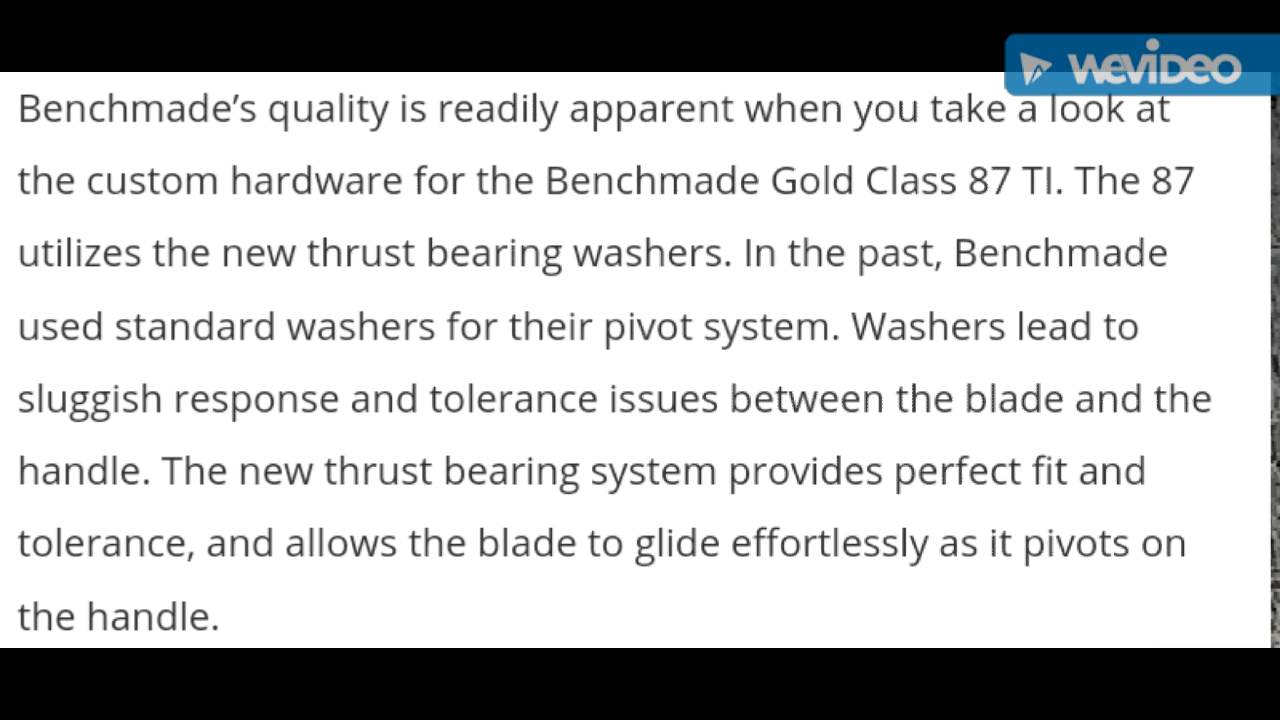 WEVIDEO
Benchmade’s quality is readily apparent when you take a look at
the custom hardware for the Benchmade Gold Class 87 TI. The 87
utilizes the new thrust bearing washers. In the past, Benchmade
used standard washers for their pivot system. Washers lead to
sluggish response and tolerance issues between the blade and the
handle. The new thrust bearing system provides perfect fit and
tolerance, and allows the blade to glide effortlessly as it pivots on
the handle.